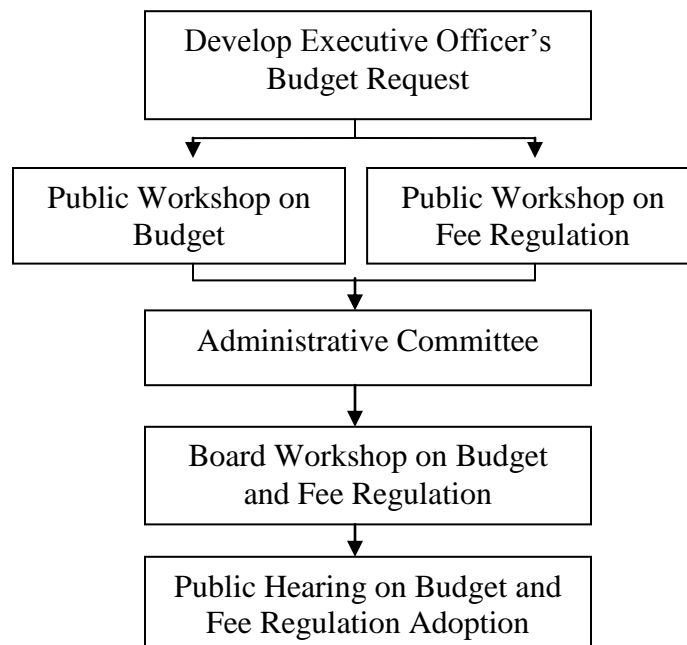 Develop Executive Officer’s
Budget Request
Public Workshop on
Budget
Public Workshop on
Fee Regulation
Administrative Committee
Board Workshop on Budget
and Fee Regulation
Public Hearing on Budget and
Fee Regulation Adoption